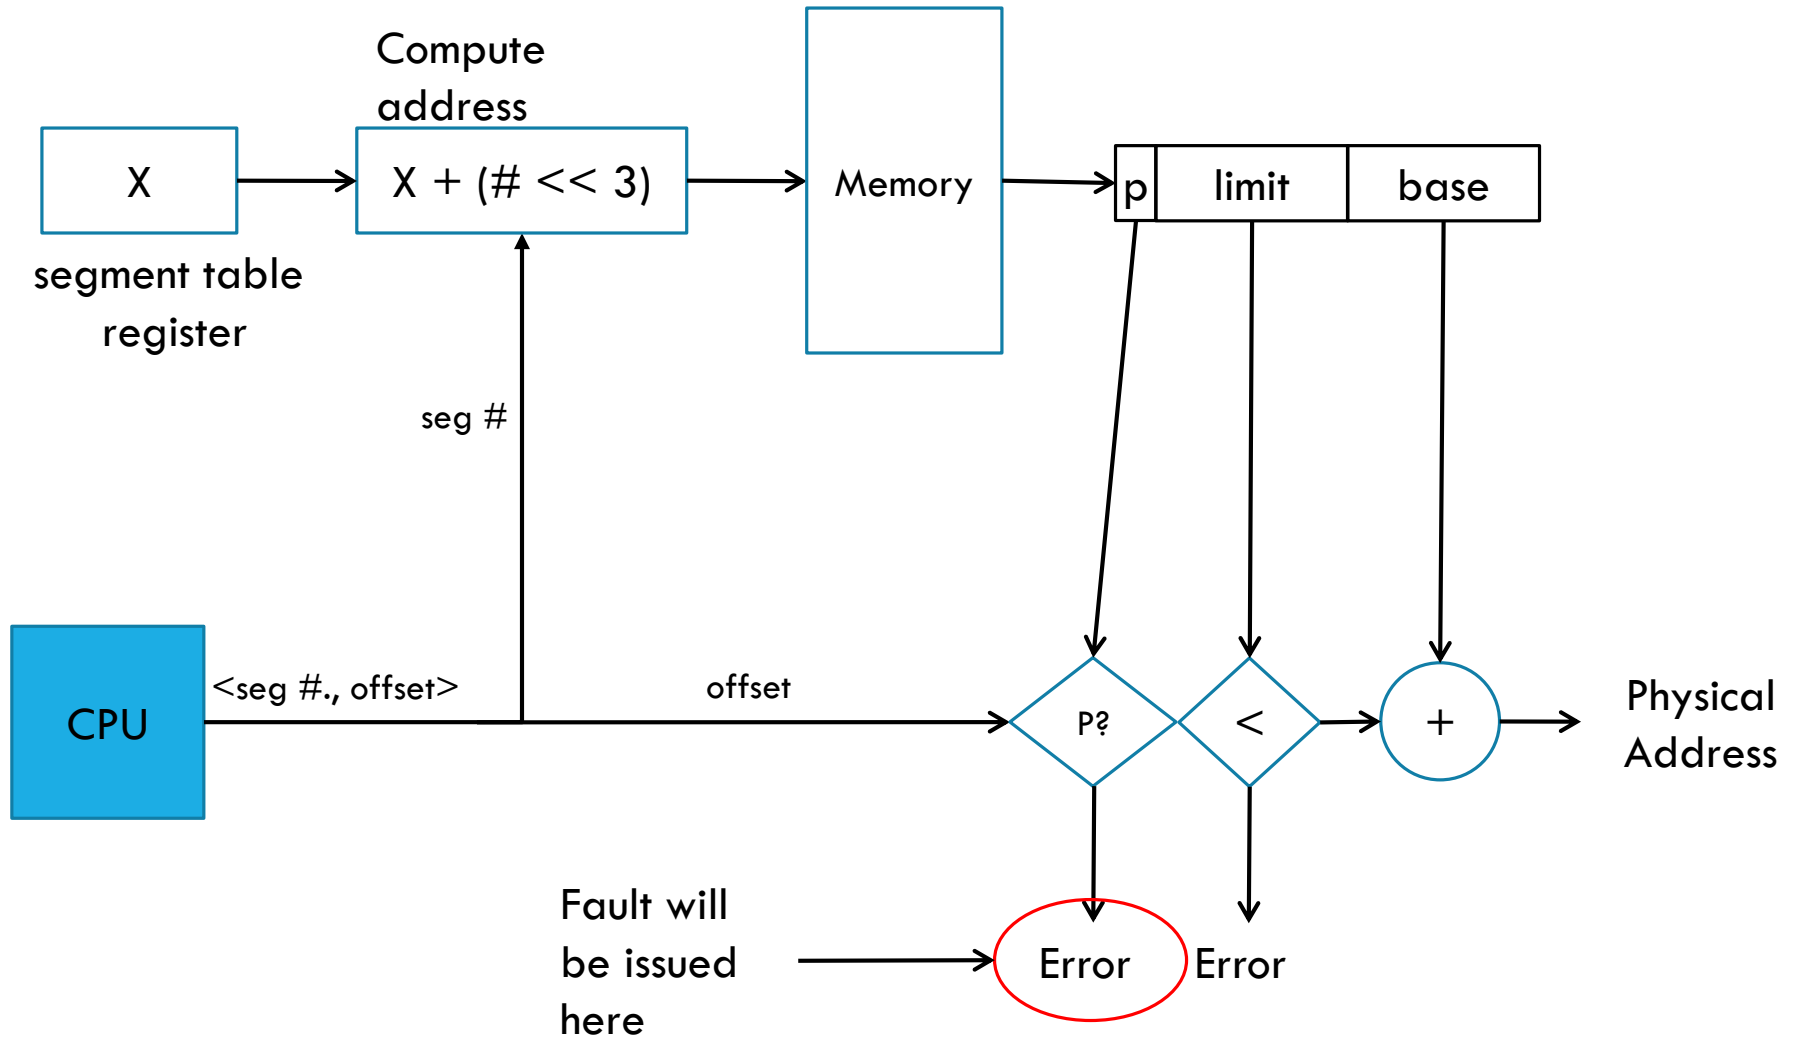 Compute
address
X
X + (# << 3)
Memory
p
limit
base
segment table
register
seg #
CPU
<seg #., offset>
offset
P?
<
+
Physical
Address
Fault will
be issued
here
Error
Error